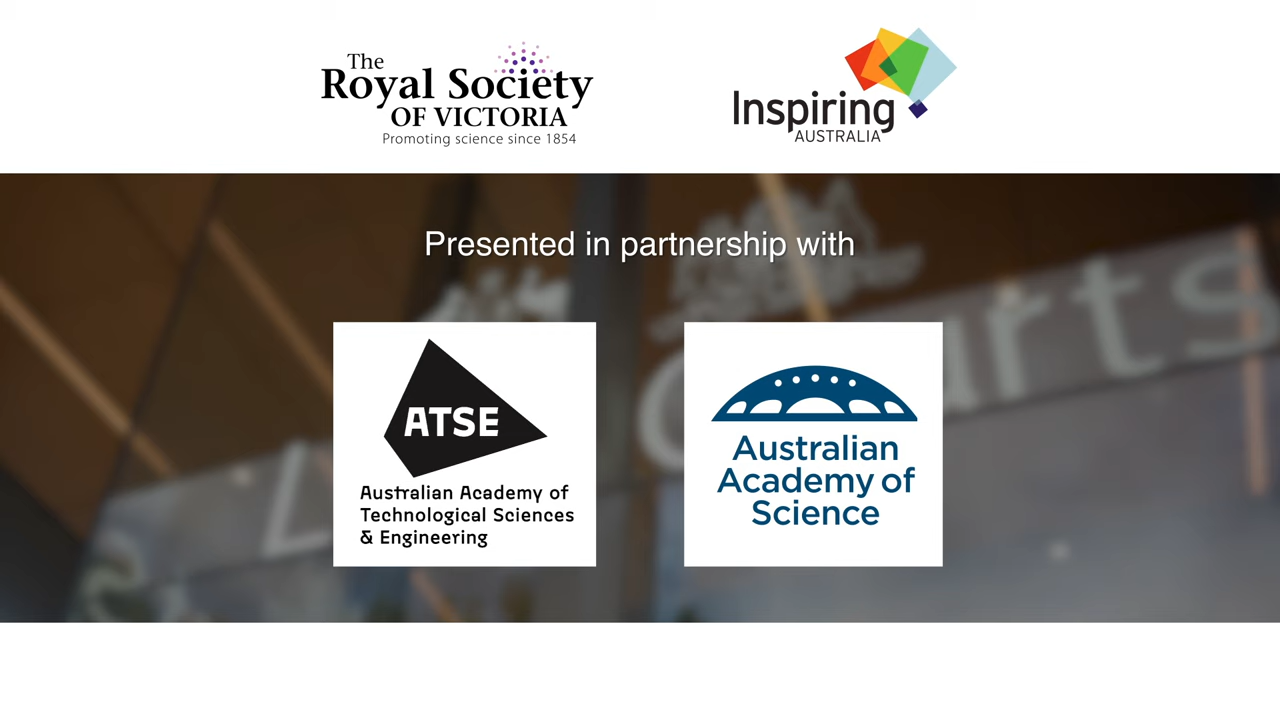 The
Royal Society
OF VICTORIA
Promoting science since 1854
Inspiring
AUSTRALIA
Presented in partnership with
ATSE
Australian Academy of
Technological Sciences
& Engineering
Australian
Academy of
Science